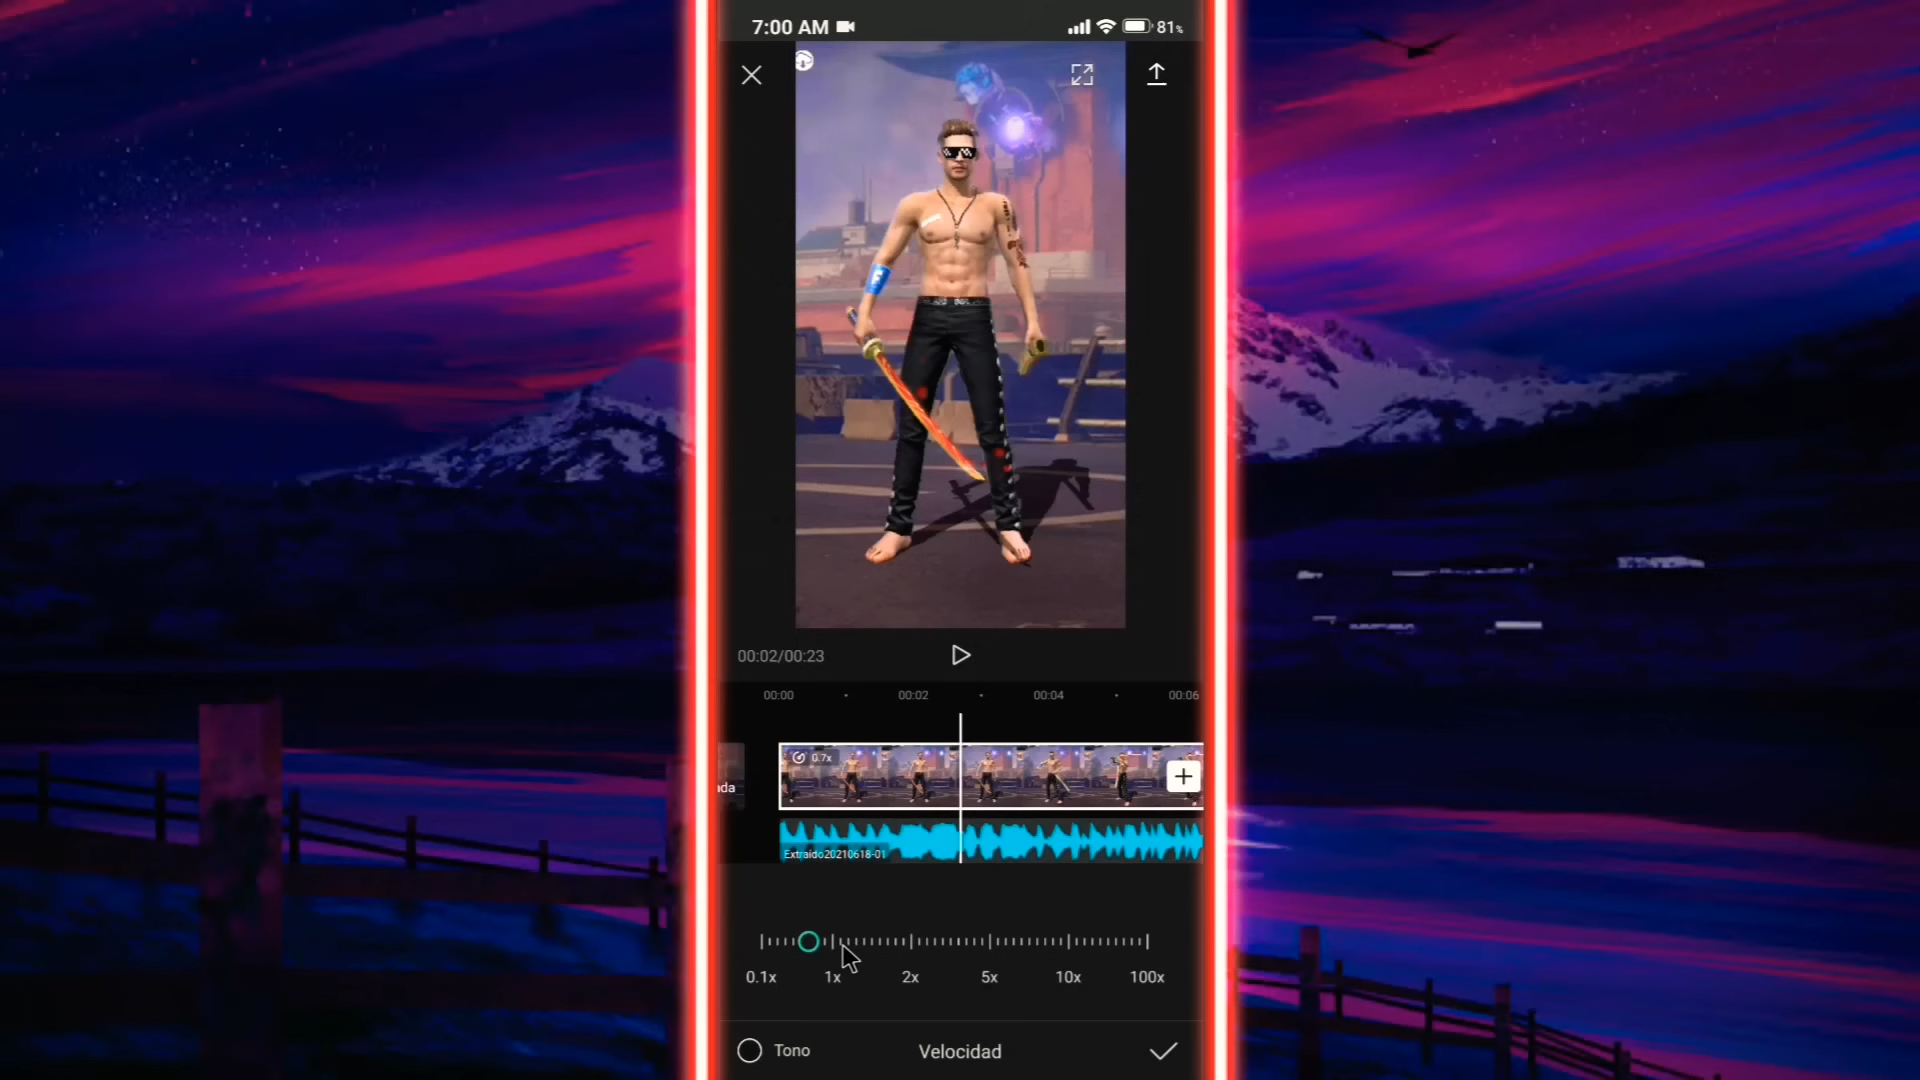 7:00 AM
81%
00:02/00:23
00:00
00:02
00:04
00:06
0.7x
ada
Extraido20210618-01
0.1x
1x
2x
5x
10x
100x
Tono
Velocidad